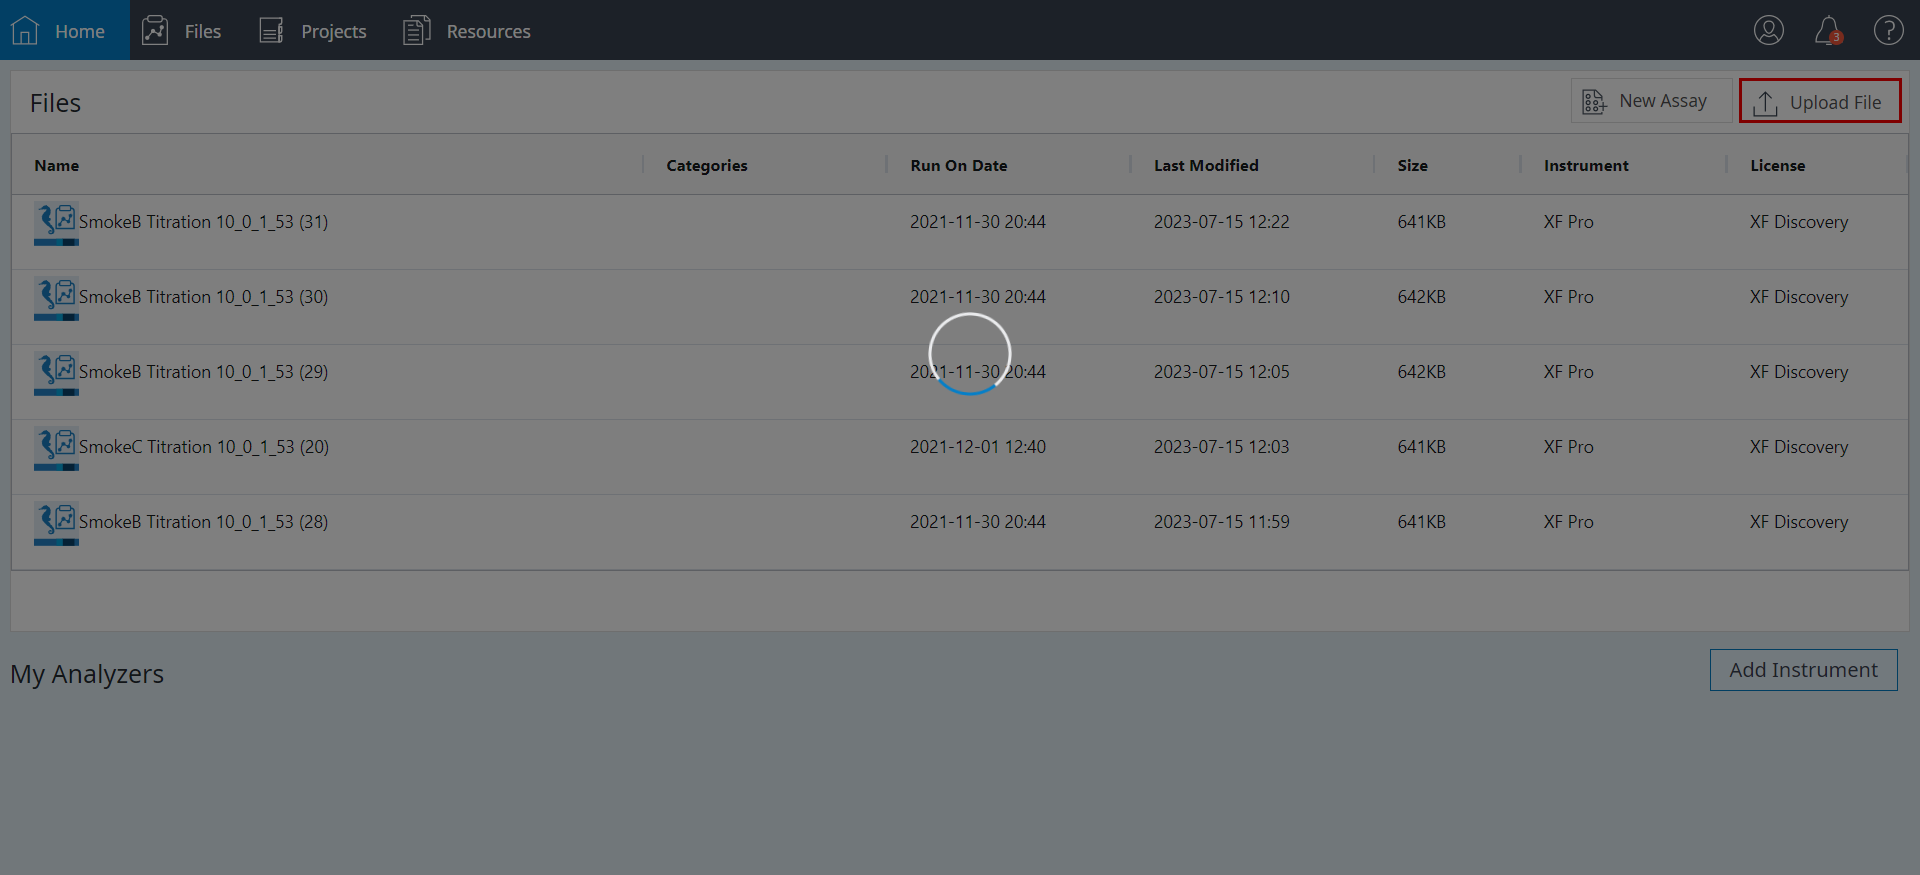 Home Files Projects Resources 3 ?
Files New Assay Upload File
Name Categories Run On Date Last Modified Size Instrument License
SmokeB Titration 10_0_1_53 (31) 2021-11-30 20:44 2023-07-15 12:22 641KB XF Pro XF Discovery
SmokeB Titration 10_0_1_53 (30) 2021-11-30 20:44 2023-07-15 12:10 642KB XF Pro XF Discovery
SmokeB Titration 10_0_1_53 (29) 2021-11-30 20:44 2023-07-15 12:05 642KB XF Pro XF Discovery
SmokeC Titration 10_0_1_53 (20) 2021-12-01 12:40 2023-07-15 12:03 641KB XF Pro XF Discovery
SmokeB Titration 10_0_1_53 (28) 2021-11-30 20:44 2023-07-15 11:59 641KB XF Pro XF Discovery
My Analyzers Add Instrument